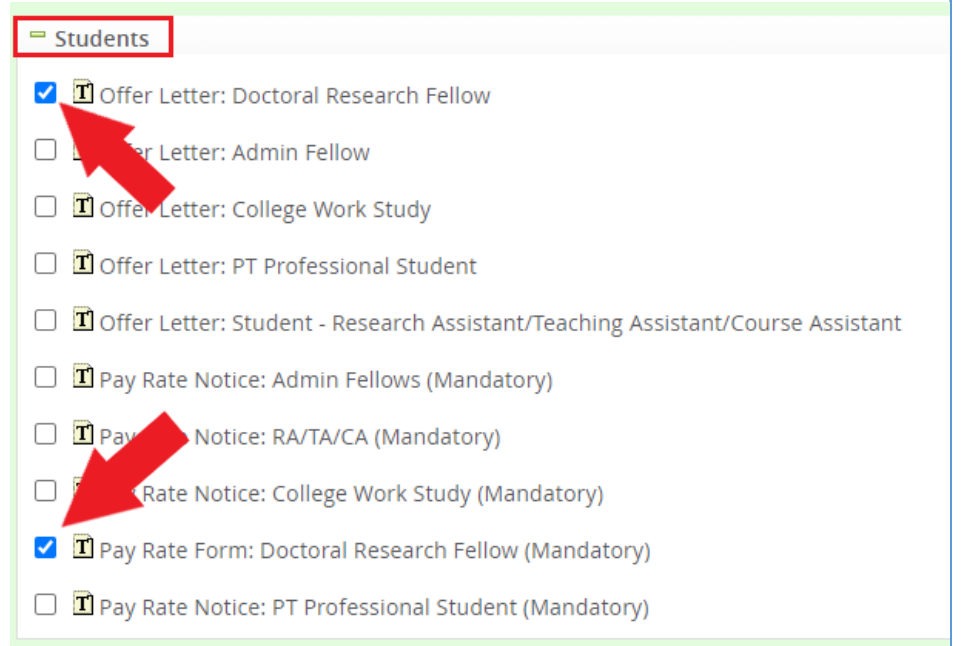 Students
Offer Letter: Doctoral Research Fellow
Letter: Admin Fellow
Offer Letter: College Work Study
Offer Letter: PT Professional Student
Offer Letter: Student - Research Assistant/Teaching Assistant/Course Assistant
Pay Rate Notice: Admin Fellows (Mandatory)
Pay Notice: RA/TA/CA (Mandatory)
Rate Notice: College Work Study (Mandatory)
Pay Rate Form: Doctoral Research Fellow (Mandatory)
Pay Rate Notice: PT Professional Student (Mandatory)